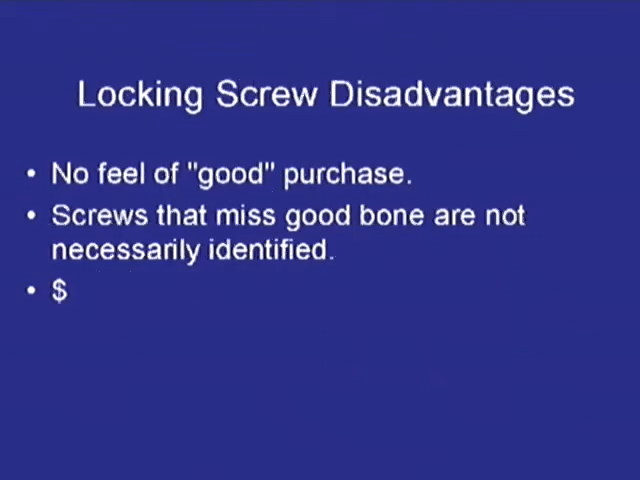 Locking Screw Disadvantages
• No feel of "good" purchase.
• Screws that miss good bone are not
necessarily identified.
• $